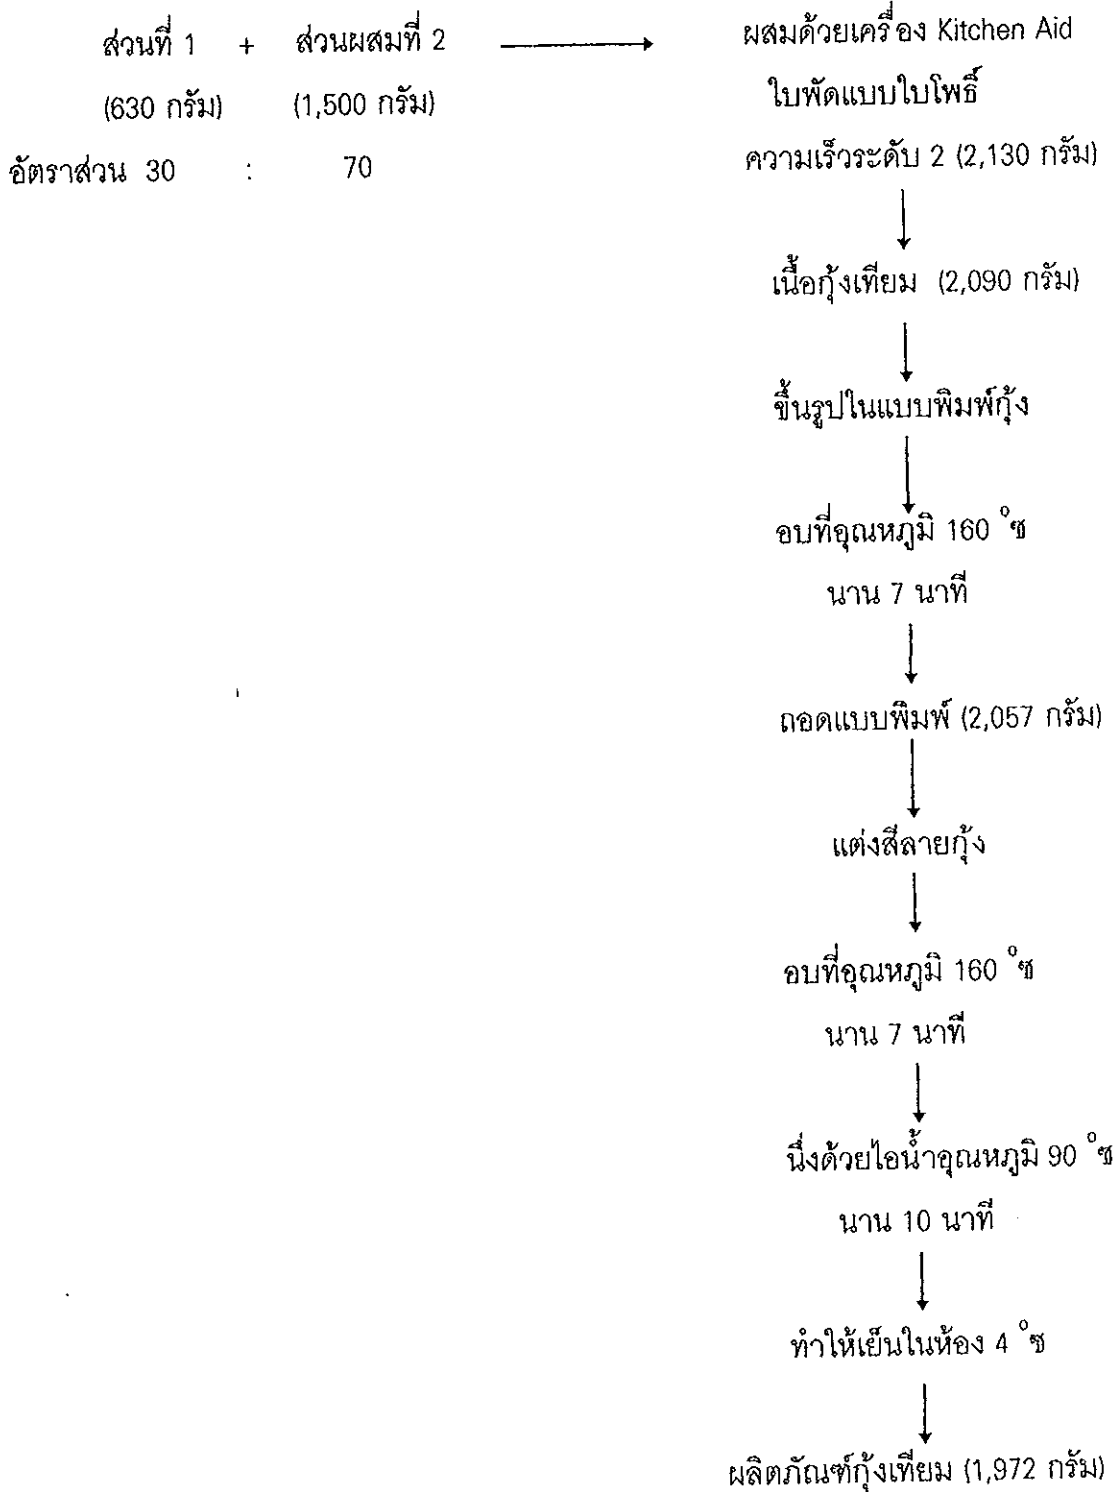 ส่วนที่ 1 + ส่วนผสมที่ 2 ผสมด้วยเครื่อง Kitchen Aid
(630 กรัม) (1,500 กรัม) ใบพัดแบบใบโพธิ์
อัตราส่วน 30 : 70 ความเร็วระดับ 2 (2,130 กรัม)
เนื้อกุ้งเทียม (2,090 กรัม)
ขึ้นรูปในแบบพิมพ์กุ้ง
อบที่อุณหภูมิ 160 °ซ
นาน 7 นาที
ถอดแบบพิมพ์ (2,057 กรัม)
แต่งสีลายกุ้ง
อบที่อุณหภูมิ 160 °ซ
นาน 7 นาที
นึ่งด้วยไอน้ำอุณหภูมิ 90 °ซ
นาน 10 นาที
ทำให้เย็นในห้อง 4 °ซ
ผลิตภัณฑ์กุ้งเทียม (1,972 กรัม)